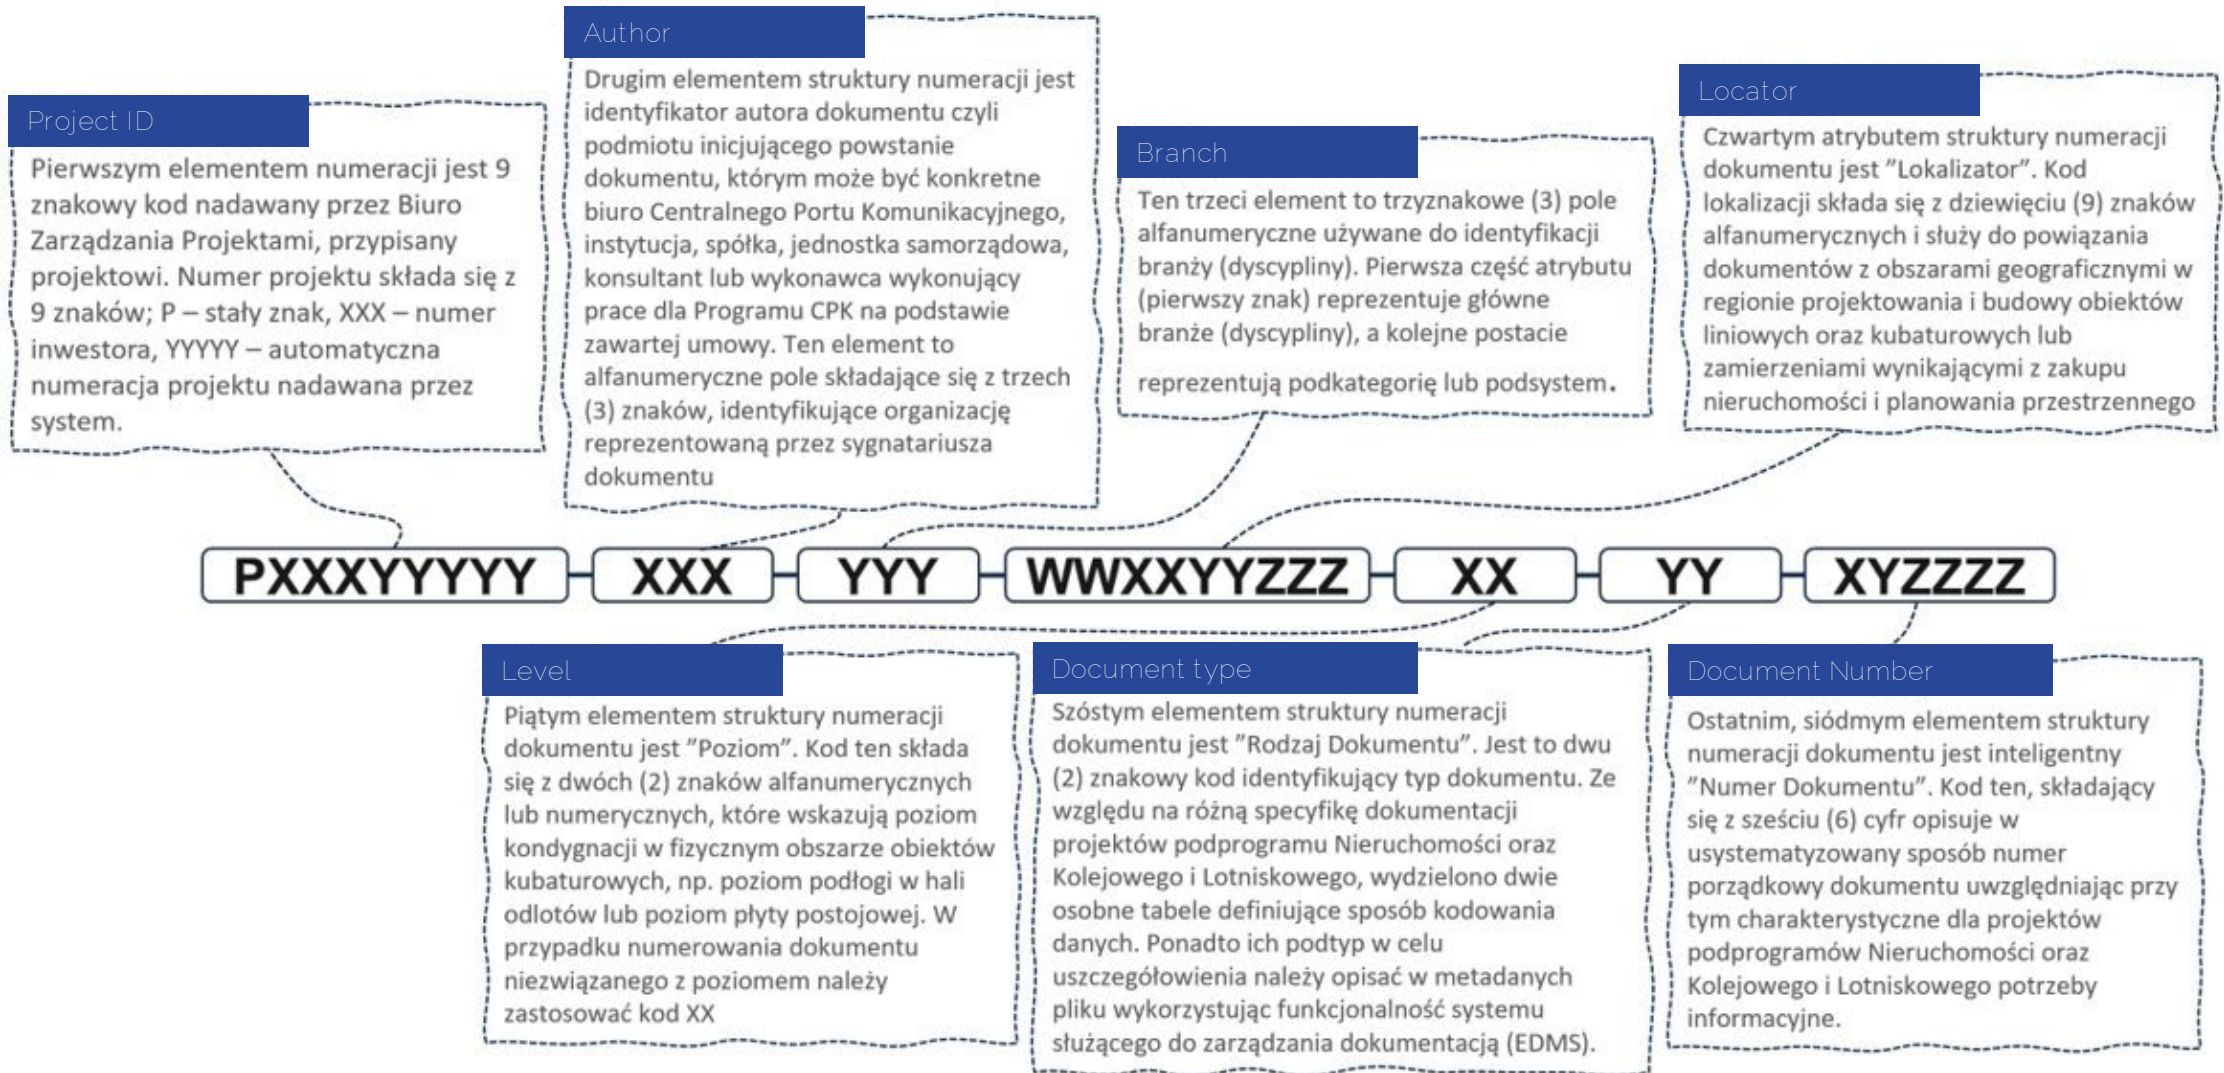 Project ID
Pierwszym elementem numeracji jest 9
znakowy kod nadawany przez Biuro
Zarządzania Projektami, przypisany
projektowi. Numer projektu składa się z
9 znaków; P – stały znak, XXX – numer
inwestora, YYYYY – automatyczna
numeracja projektu nadawana przez
system.
Author
Drugim elementem struktury numeracji jest
identyfikator autora dokumentu czyli
podmiotu inicjującego powstanie
dokumentu, którym może być konkretne
biuro Centralnego Portu Komunikacyjnego,
instytucja, spółka, jednostka samorządowa,
konsultant lub wykonawca wykonujący
prace dla Programu CPK na podstawie
zawartej umowy. Ten element to
alfanumeryczne pole składające się z trzech
(3) znaków, identyfikujące organizację
reprezentowaną przez sygnatariusza
dokumentu
Branch
Ten trzeci element to trzyznakowe (3) pole
alfanumeryczne używane do identyfikacji
branży (dyscypliny). Pierwsza część atrybutu
(pierwszy znak) reprezentuje główne
branże (dyscypliny), a kolejne postacie
reprezentują podkategorię lub podsystem.
Locator
Czwartym atrybutem struktury numeracji
dokumentu jest ”Lokalizator”. Kod
lokalizacji składa się z dziewięciu (9) znaków
alfanumerycznych i służy do powiązania
dokumentów z obszarami geograficznymi w
regionie projektowania i budowy obiektów
liniowych oraz kubaturowych lub
zamierzeniami wynikającymi z zakupu
nieruchomości i planowania przestrzennego
PXXXYYYYY XXX YYY WWXXYYZZZ XX YY XYZZZZ
Level
Piątym elementem struktury numeracji
dokumentu jest ”Poziom”. Kod ten składa
się z dwóch (2) znaków alfanumerycznych
lub numerycznych, które wskazują poziom
kondygnacji w fizycznym obszarze obiektów
kubaturowych, np. poziom podłogi w hali
odlotów lub poziom płyty postojowej. W
przypadku numerowania dokumentu
niezwiązanego z poziomem należy
zastosować kod XX
Document type
Szóstym elementem struktury numeracji
dokumentu jest ”Rodzaj Dokumentu”. Jest to dwu
(2) znakowy kod identyfikujący typ dokumentu. Ze
względu na różną specyfikę dokumentacji
projektów podprogramu Nieruchomości oraz
Kolejowego i Lotniskowego, wydzielono dwie
osobne tabele definiujące sposób kodowania
danych. Ponadto ich podtyp w celu
uszczegółowienia należy opisać w metadanych
pliku wykorzystując funkcjonalność systemu
służącego do zarządzania dokumentacją (EDMS).
Document Number
Ostatnim, siódmym elementem struktury
numeracji dokumentu jest inteligentny
”Numer Dokumentu”. Kod ten, składający
się z sześciu (6) cyfr opisuje w
usystematyzowany sposób numer
porządkowy dokumentu uwzględniając przy
tym charakterystyczne dla projektów
podprogramów Nieruchomości oraz
Kolejowego i Lotniskowego potrzeby
informacyjne.